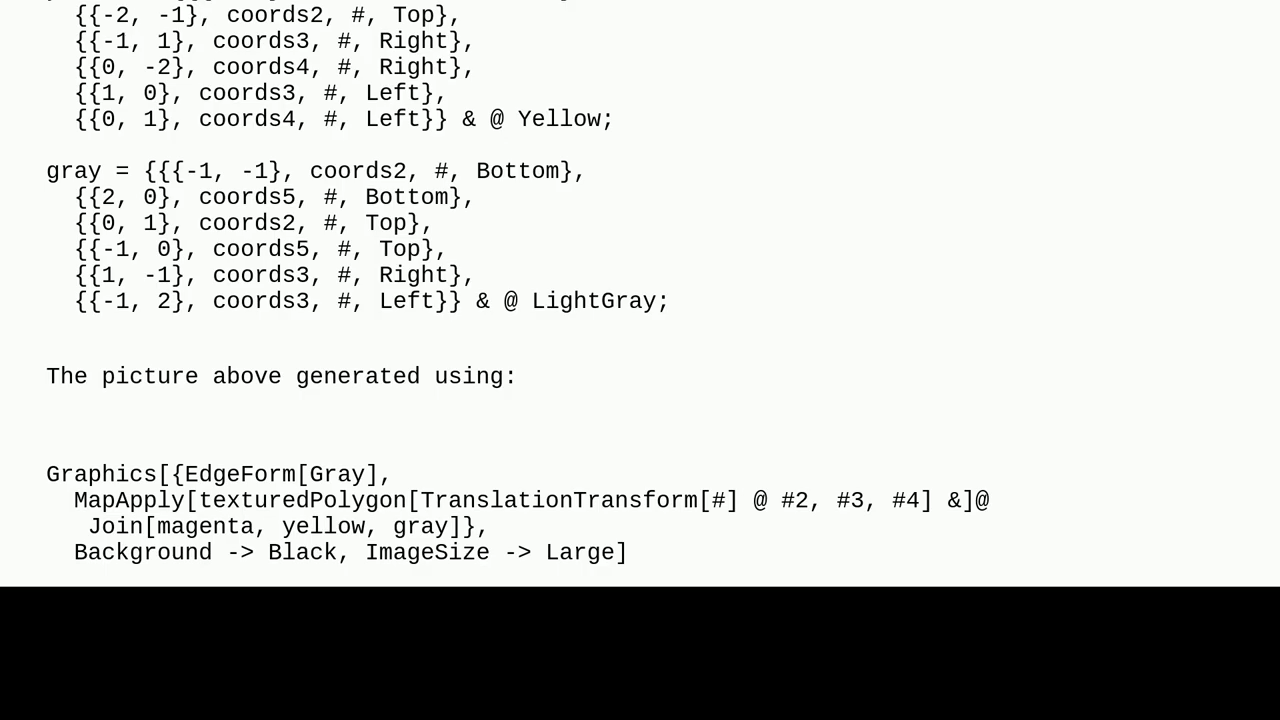 {{-2, -1}, coords2, #, Top},
{{-1, 1}, coords3, #, Right},
{{0, -2}, coords4, #, Right},
{{1, 0}, coords3, #, Left},
{{0, 1}, coords4, #, Left}} & @ Yellow;
gray = {{{-1, -1}, coords2, #, Bottom},
{{2, 0}, coords5, #, Bottom},
{{0, 1}, coords2, #, Top},
{{-1, 0}, coords5, #, Top},
{{1, -1}, coords3, #, Right},
{{-1, 2}, coords3, #, Left}} & @ LightGray;
The picture above generated using:
Graphics[{EdgeForm[Gray],
MapApply[texturedPolygon[TranslationTransform[#] @ #2, #3, #4] &]@
Join[magenta, yellow, gray]},
Background -> Black, ImageSize -> Large]